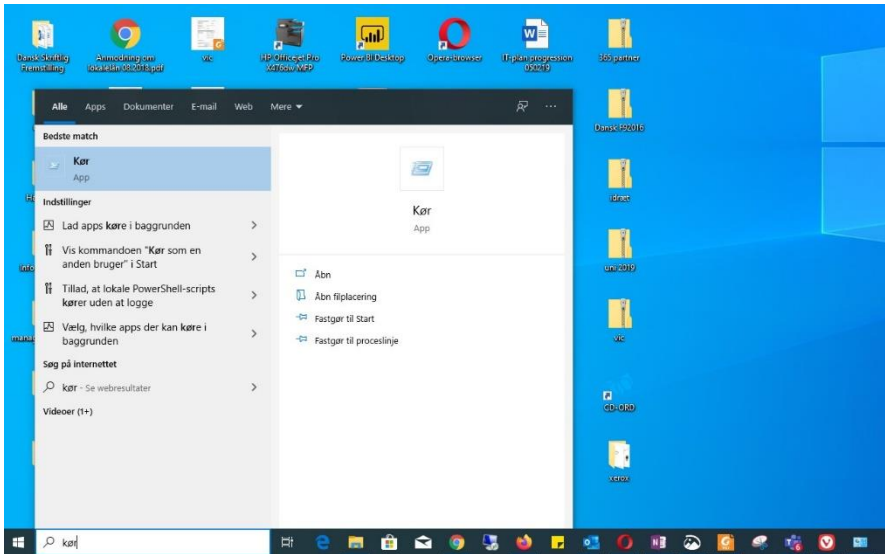 Dansk Skriftlig
Fremstilling
Anmodning om
lokalelån 08.2018.pdf
vic
HP Officejet Pro
X476dw MFP
Power BI Desktop
Opera-browser
IT-plan progression
050219
365 partner
Alle
Apps
Dokumenter
E-mail
Web
Mere
Bedste match
Kør
App
Indstillinger
Lad apps køre i baggrunden
Vis kommandoen "Kør som en
anden bruger" i Start
Tillad, at lokale PowerShell-scripts
kører uden at logge
Vælg, hvilke apps der kan køre i
baggrunden
Søg på internettet
kør - Se webresultater
Videoer (1+)
Kør
App
Åbn
Åbn filplacering
Fastgør til Start
Fastgør til proceslinje
Dansk F92016
idræt
uni 2019
vic
CD-ORD
xerox
kør